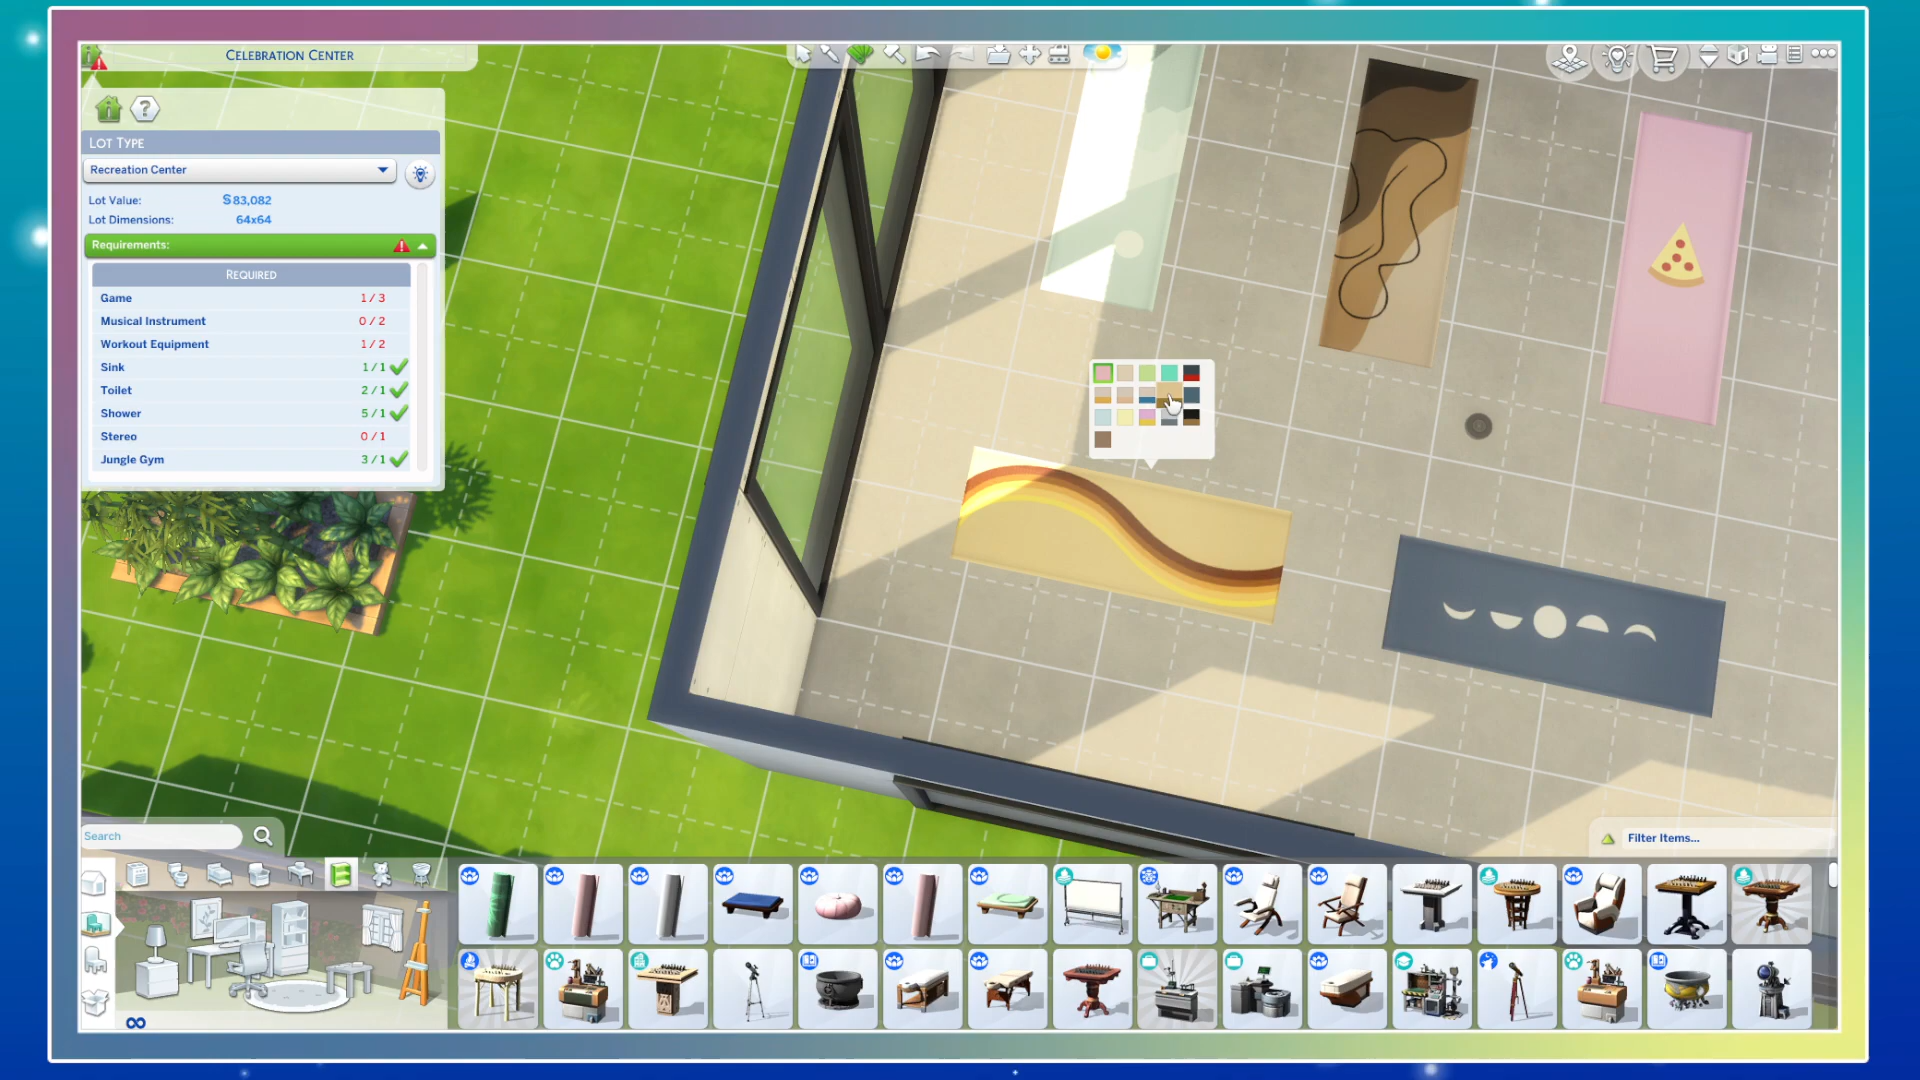 CELEBRATION CENTER
?
LOT TYPE
Recreation Center
Lot Value: §83,082
Lot Dimensions: 64x64
Requirements:
REQUIRED
Game 1 / 3
Musical Instrument 0 / 2
Workout Equipment 1 / 2
Sink 1 / 1
Toilet 2 / 1
Shower 5 / 1
Stereo 0 / 1
Jungle Gym 3 / 1
Search
Filter Items...